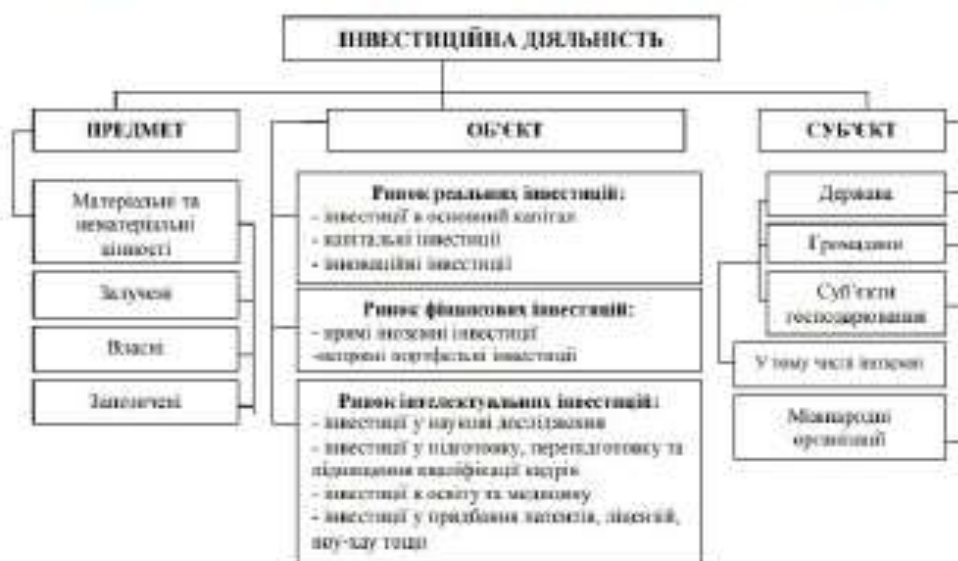 ІНВЕСТИЦІЙНА ДІЯЛЬНІСТЬ
ПРЕДМЕТ
Матеріальне та
нематеріальні
цінності
Залучені
Власні
Запозичені
ОБ'ЄКТ
Ринок реальних інвестицій:
- інвестиції в основний капітал
- капітальні інвестиції
- інноваційні інвестиції
Ринок фінансових інвестицій:
- прямі іноземні інвестиції
-непрямі портфельні інвестиції
Ринок інтелектуальних інвестицій:
- інвестиції у наукові дослідження
- інвестиції у підготовку, перепідготовку та
підвищення кваліфікації кадрів
- інвестиції в освіту та медицину
- інвестиції у придбання патентів, ліцензій,
ноу-хау тощо
СУБ'ЄКТ
Держава
Громадяни
Суб'єкти
господарювання
У тому числі іноземні
Міжнародні
організації